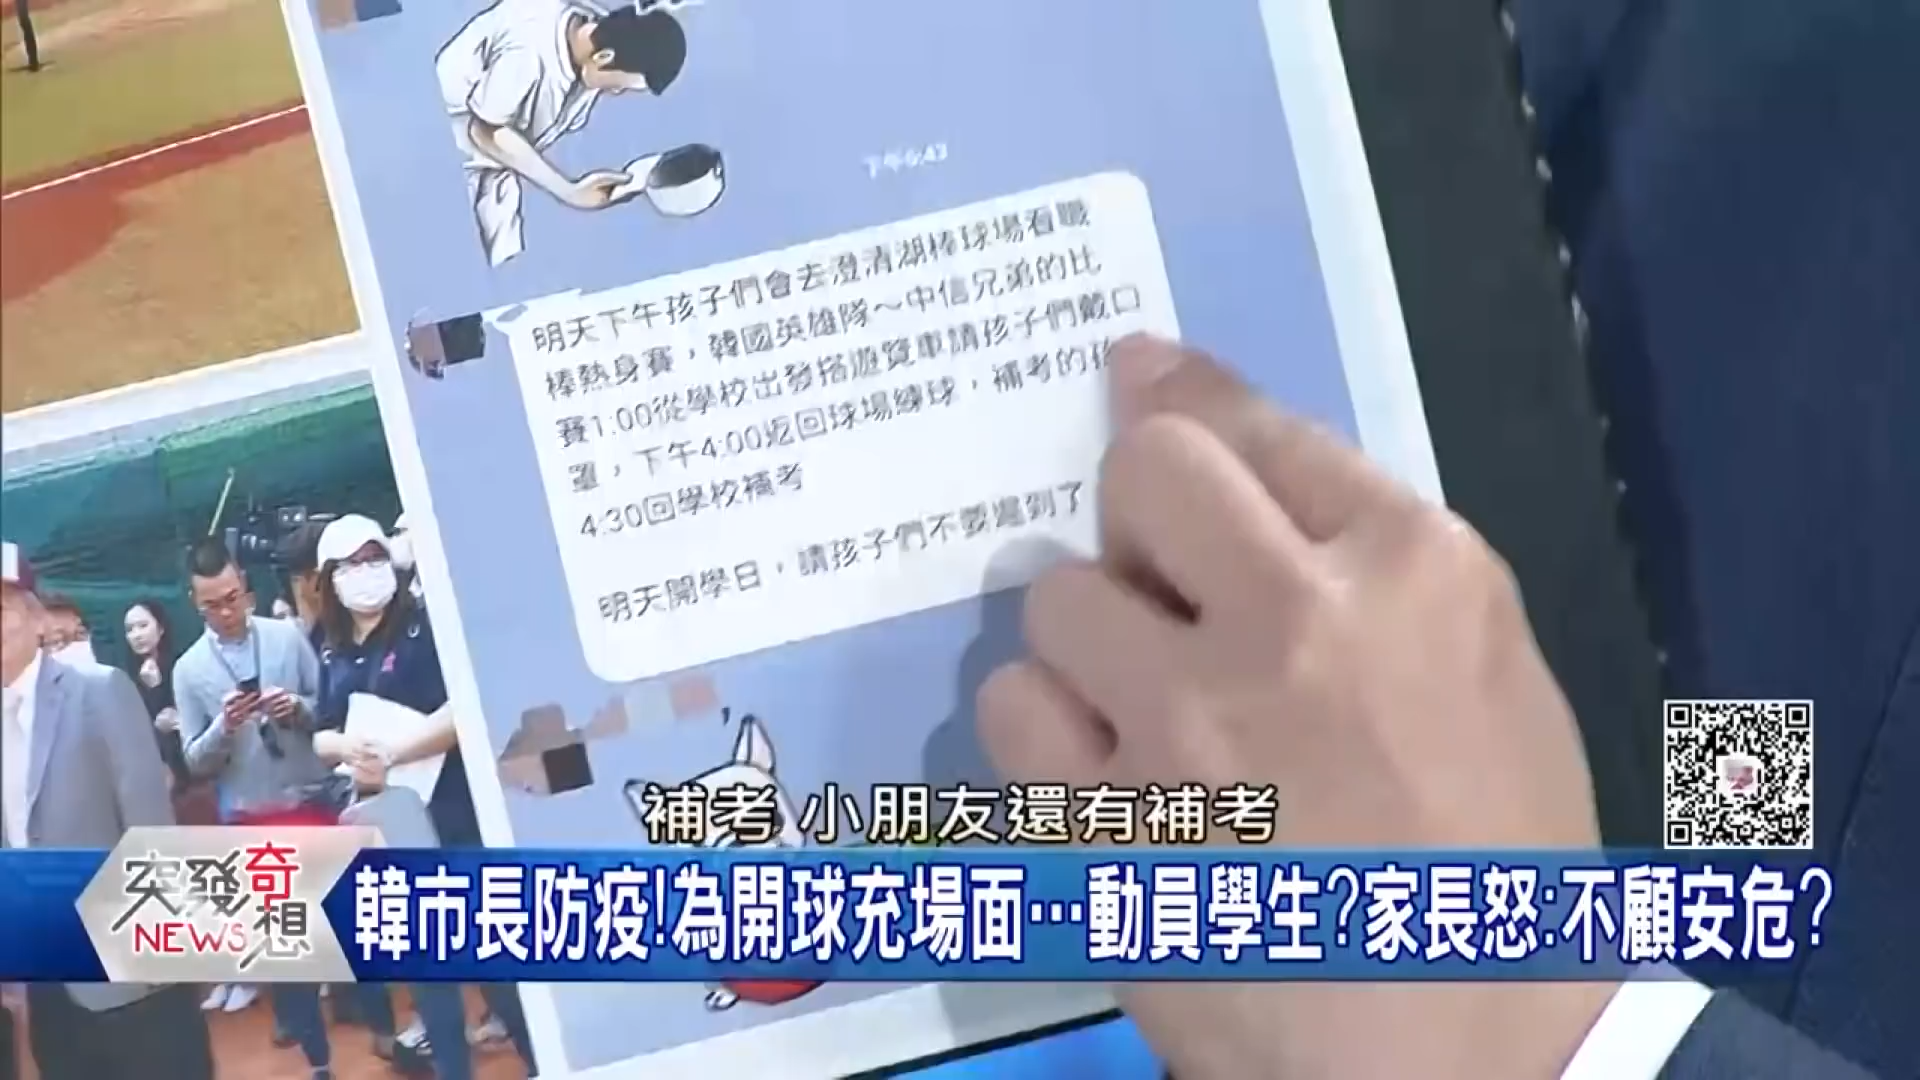 下午6:43
明天下午孩子們會去澄清湖棒球場看職
棒熱身賽，韓國英雄隊～中信兄弟的比
賽1:00從學校出發搭遊覽車請孩子們戴口
罩，下午4:00返回球場練球，補考的孩
4:30回學校補考
明天開學日，請孩子們不要遲到了
補考 小朋友還有補考
突發奇想
NEWS
韓市長防疫!為開球充場面…動員學生?家長怒:不顧安危?